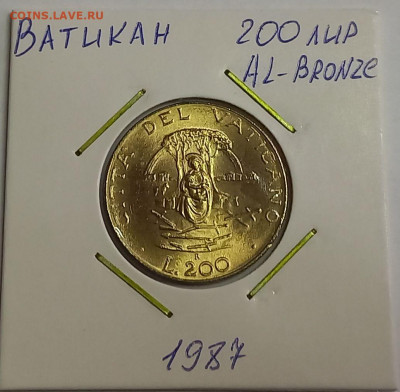 COINS.LAVE.RU
ВАТИКАН 200 ЛИР
AL-BRONZE
CITTA' DEL VATICANO
R
L.200
1987